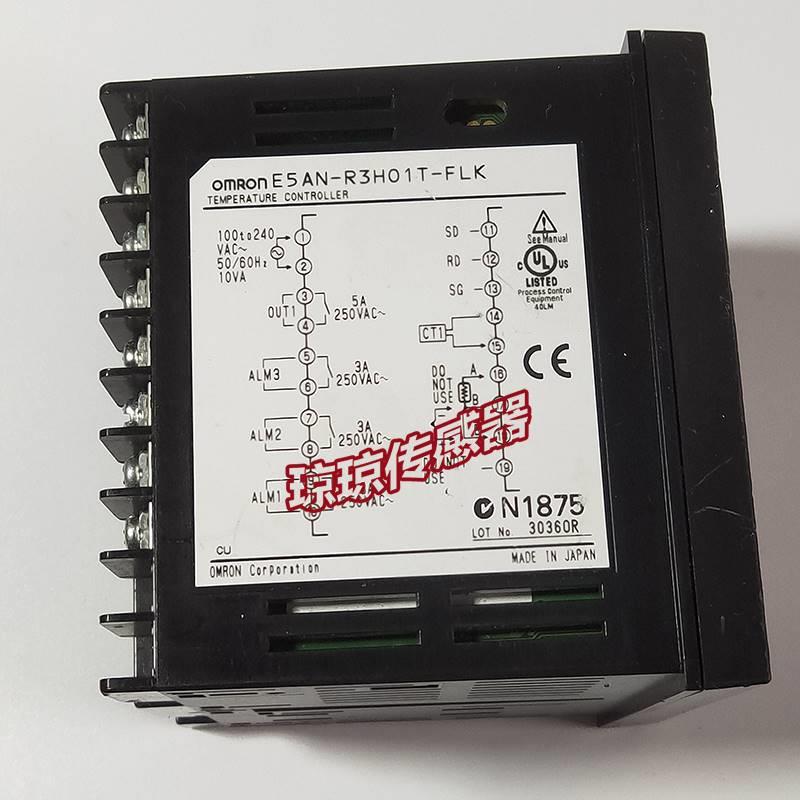 OMRON E5AN-R3H01T-FLK
TEMPERATURE CONTROLLER
100to240
VAC~
50/60Hz
10VA
1
2
3
OUT1
4
5A
250VAC~
5
ALM3
6
3A
250VAC~
7
ALM2
8
3A
250VAC~
ALM1
250VAC~
SD 11
RD 12
SG 13
14
CT1
15
16
A
DO
NOT
USE
B
19
USE
See Manual
C UL US
LISTED
Process Control
Equipment
40LM
CE
N1875
LOT No. 30360R
琼琼传感器
CU
OMRON Corporation
MADE IN JAPAN